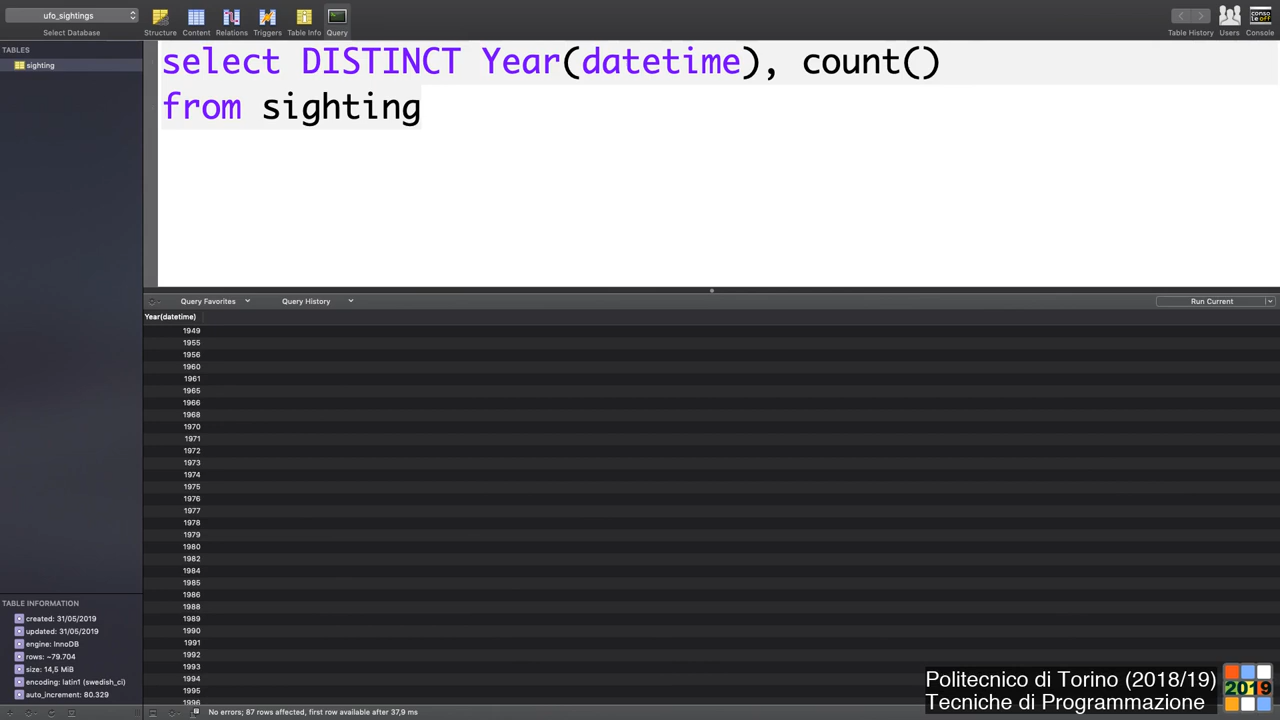 ufo_sightings
Select Database
Structure
Content
Relations
Triggers
Table Info
Query
Table History
Users
Console
conso
le off
TABLES
sighting
select DISTINCT Year(datetime), count()
from sighting
Query Favorites
Query History
Run Current
Year(datetime)
1949
1955
1956
1960
1961
1965
1966
1968
1970
1971
1972
1973
1974
1975
1976
1977
1978
1979
1980
1982
1984
1985
1986
1988
1989
1990
1991
1992
1993
1994
1995
1996
TABLE INFORMATION
created: 31/05/2019
updated: 31/05/2019
engine: InnoDB
rows: ~79.704
size: 14,5 MiB
encoding: latin1 (swedish_ci)
auto_increment: 80.329
No errors; 87 rows affected, first row available after 37,9 ms
Politecnico di Torino (2018/19)
Tecniche di Programmazione
2019